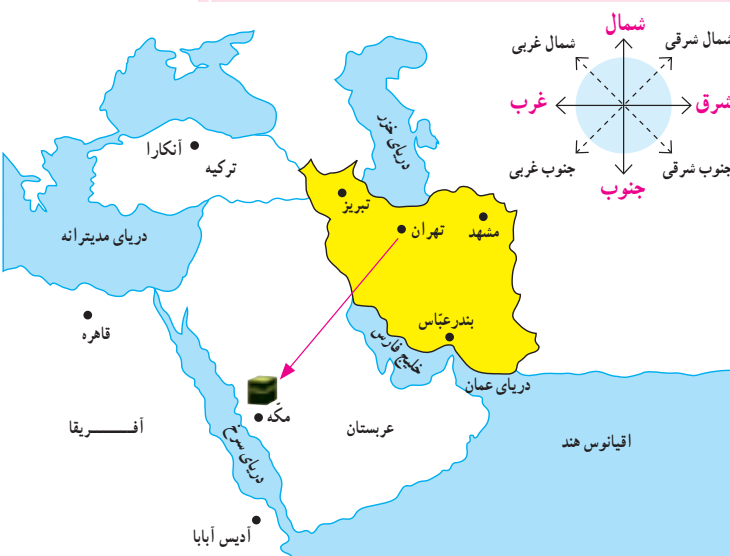 شمال
شمال شرقی
شمال غربی
شرق
غرب
جنوب شرقی
جنوب غربی
جنوب
دریای خزر
آنکارا
ترکیه
تبریز
تهران
مشهد
دریای مدیترانه
قاهره
بندرعبّاس
خلیج فارس
دریای عمان
مکّه
عربستان
آفــــریقا
دریای سرخ
اقیانوس هند
آدیس آبابا